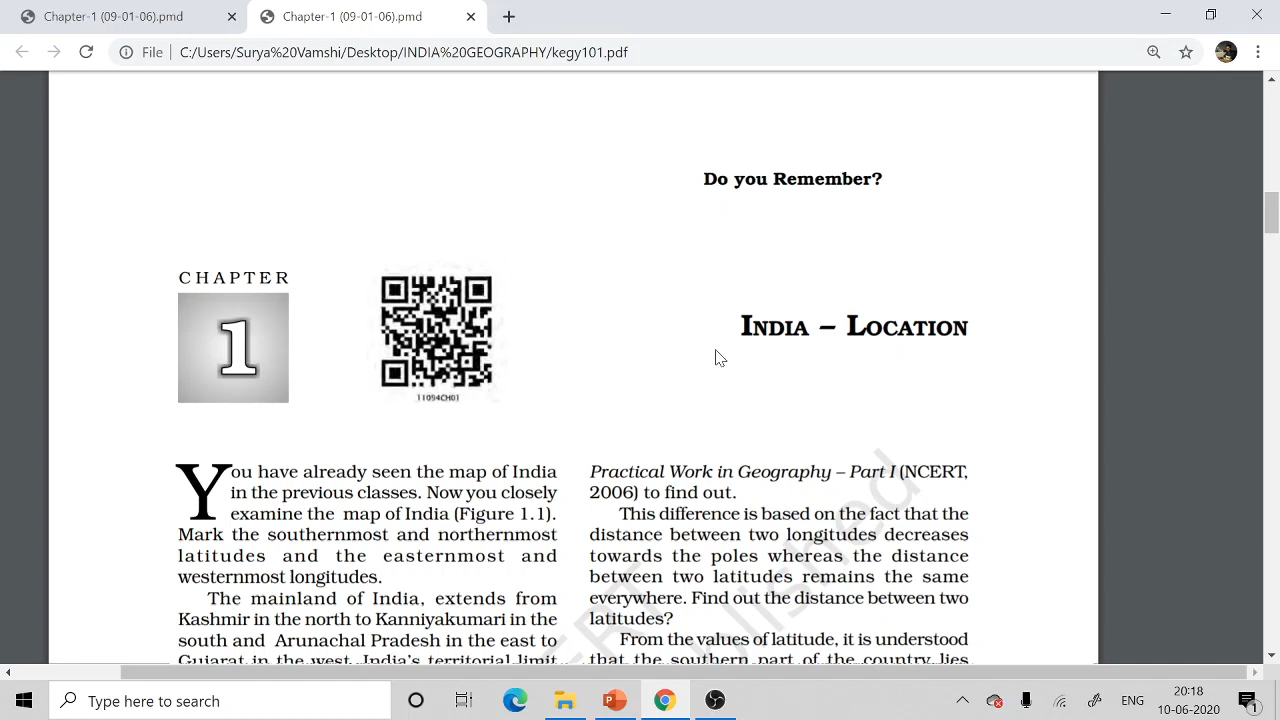 Chapter-1 (09-01-06).pmd
Chapter-1 (09-01-06).pmd
File | C:/Users/Surya%20Vamshi/Desktop/INDIA%20GEOGRAPHY/kegy101.pdf
Do you Remember?
CHAPTER
1
11094CH01
INDIA – LOCATION
You have already seen the map of India
in the previous classes. Now you closely
examine the map of India (Figure 1.1).
Mark the southernmost and northernmost
latitudes and the easternmost and
westernmost longitudes.
The mainland of India, extends from
Kashmir in the north to Kanniyakumari in the
south and Arunachal Pradesh in the east to
Gujarat in the west. India's territorial limit
Practical Work in Geography – Part I (NCERT,
2006) to find out.
This difference is based on the fact that the
distance between two longitudes decreases
towards the poles whereas the distance
between two latitudes remains the same
everywhere. Find out the distance between two
latitudes?
From the values of latitude, it is understood
that the southern part of the country lies
Type here to search
ENG
20:18
10-06-2020
1